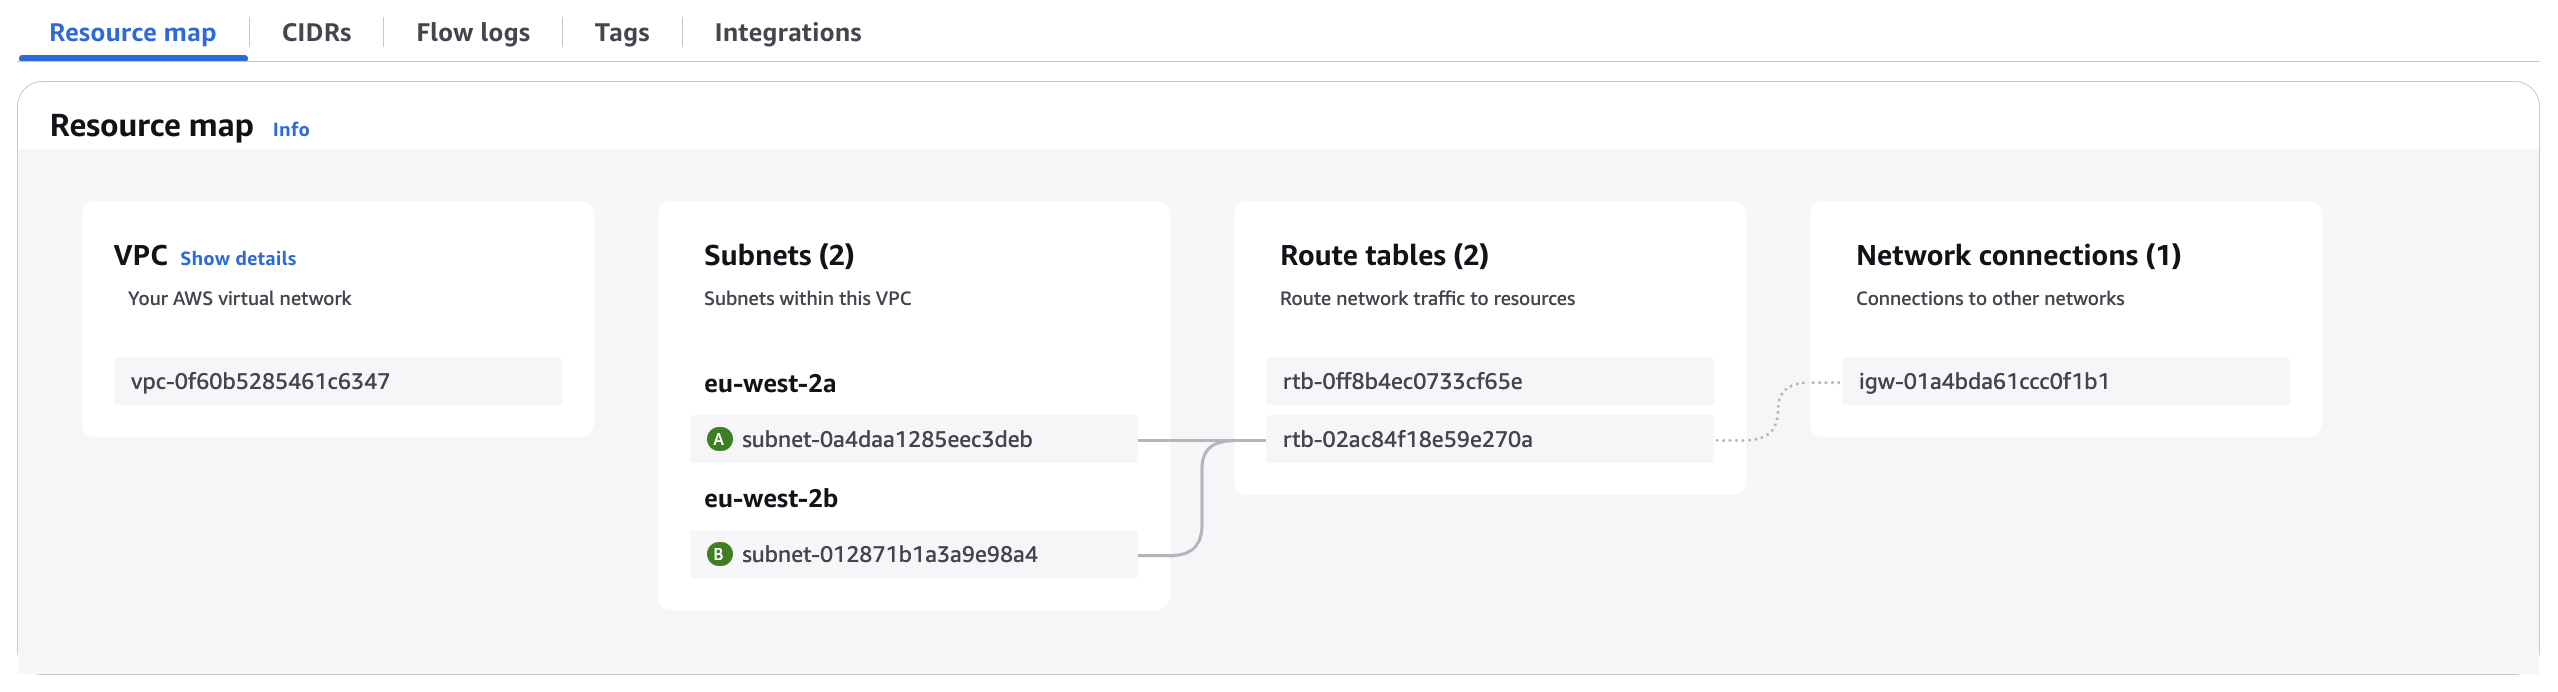 Resource map CIDRs Flow logs Tags Integrations
Resource map Info
VPC Show details
Your AWS virtual network
vpc-0f60b5285461c6347
Subnets (2)
Subnets within this VPC
eu-west-2a
A subnet-0a4daa1285eec3deb
eu-west-2b
B subnet-012871b1a3a9e98a4
Route tables (2)
Route network traffic to resources
rtb-0ff8b4ec0733cf65e
rtb-02ac84f18e59e270a
Network connections (1)
Connections to other networks
igw-01a4bda61ccc0f1b1